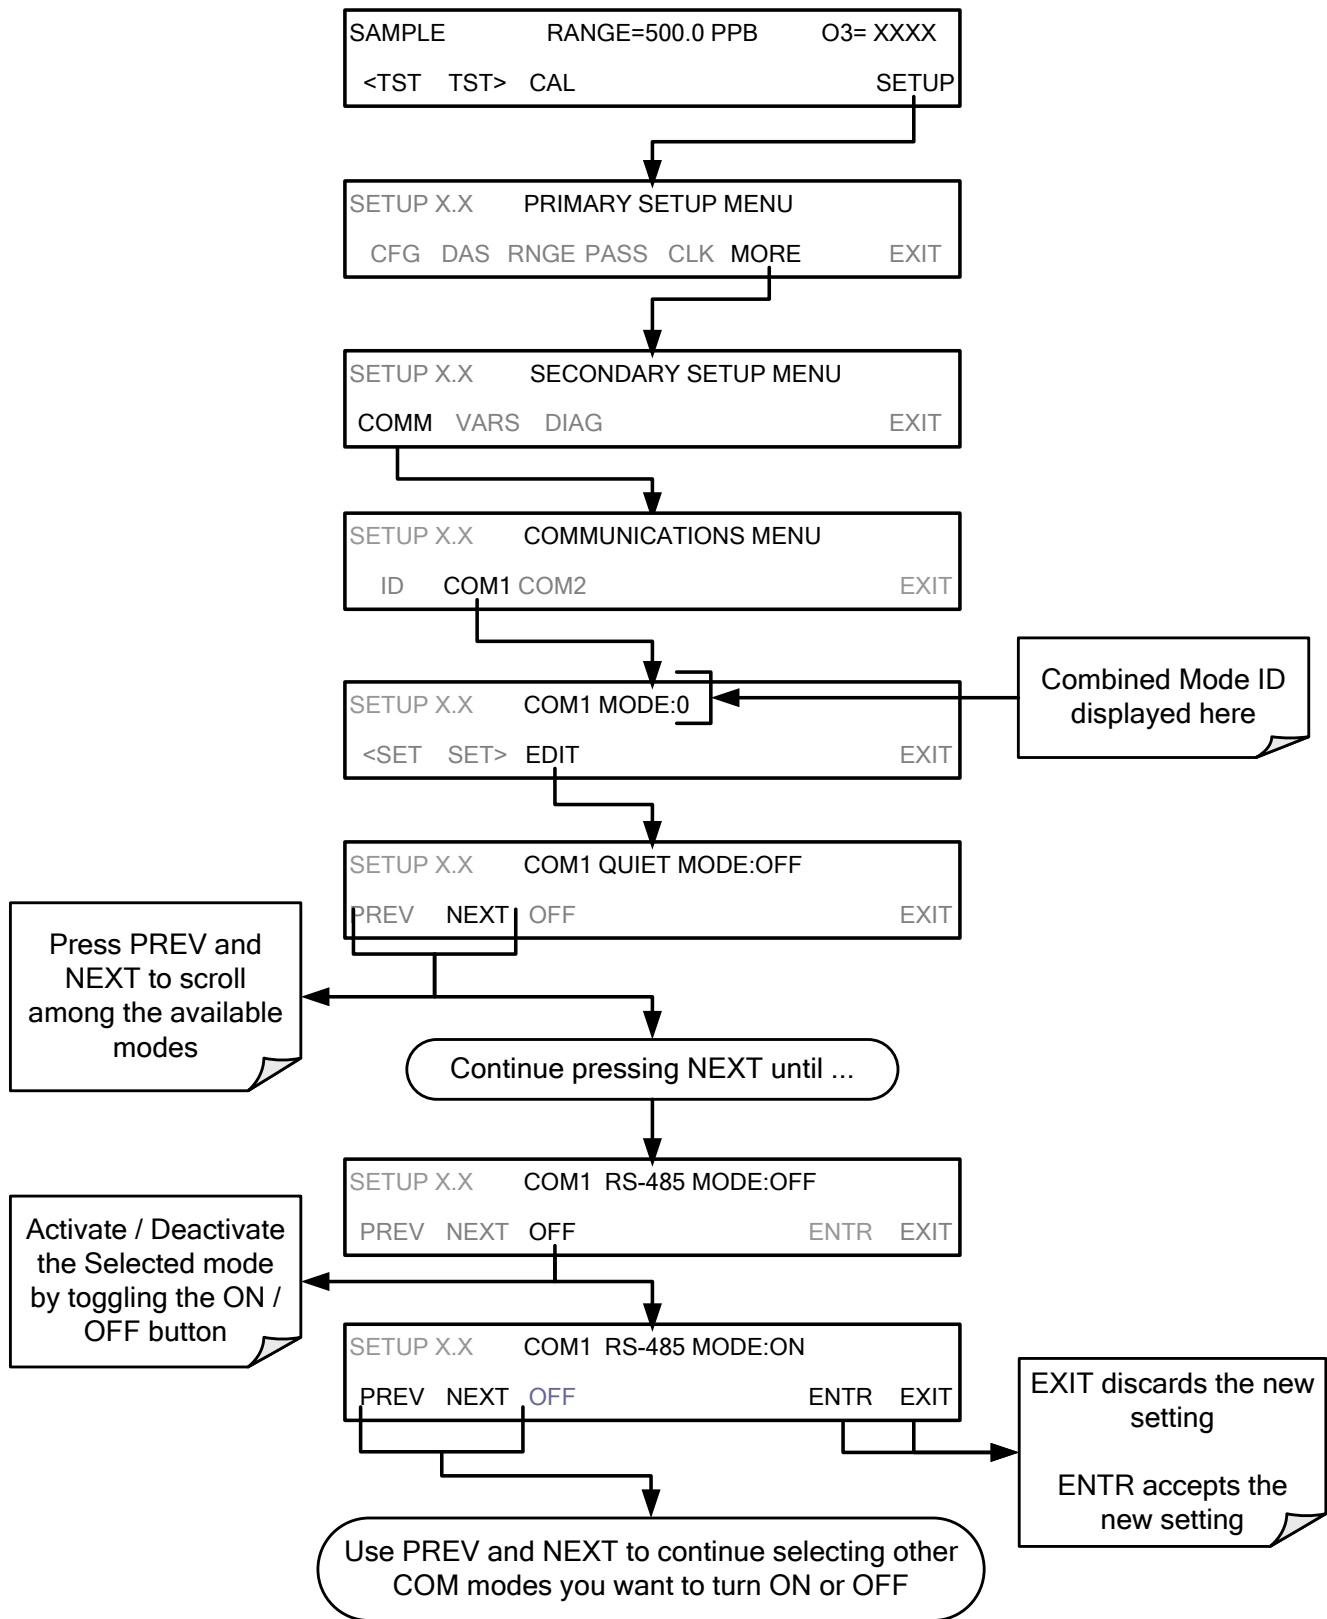 SAMPLE RANGE=500.0 PPB O3= XXXX
<TST TST> CAL SETUP
SETUP X.X PRIMARY SETUP MENU
CFG DAS RNGE PASS CLK MORE EXIT
SETUP X.X SECONDARY SETUP MENU
COMM VARS DIAG EXIT
SETUP X.X COMMUNICATIONS MENU
ID COM1 COM2 EXIT
SETUP X.X COM1 MODE:0
<SET SET> EDIT EXIT
Combined Mode ID
displayed here
SETUP X.X COM1 QUIET MODE:OFF
PREV NEXT OFF EXIT
Press PREV and
NEXT to scroll
among the available
modes
Continue pressing NEXT until ...
SETUP X.X COM1 RS-485 MODE:OFF
PREV NEXT OFF ENTR EXIT
Activate / Deactivate
the Selected mode
by toggling the ON /
OFF button
SETUP X.X COM1 RS-485 MODE:ON
PREV NEXT OFF ENTR EXIT
EXIT discards the new
setting
ENTR accepts the
new setting
Use PREV and NEXT to continue selecting other
COM modes you want to turn ON or OFF